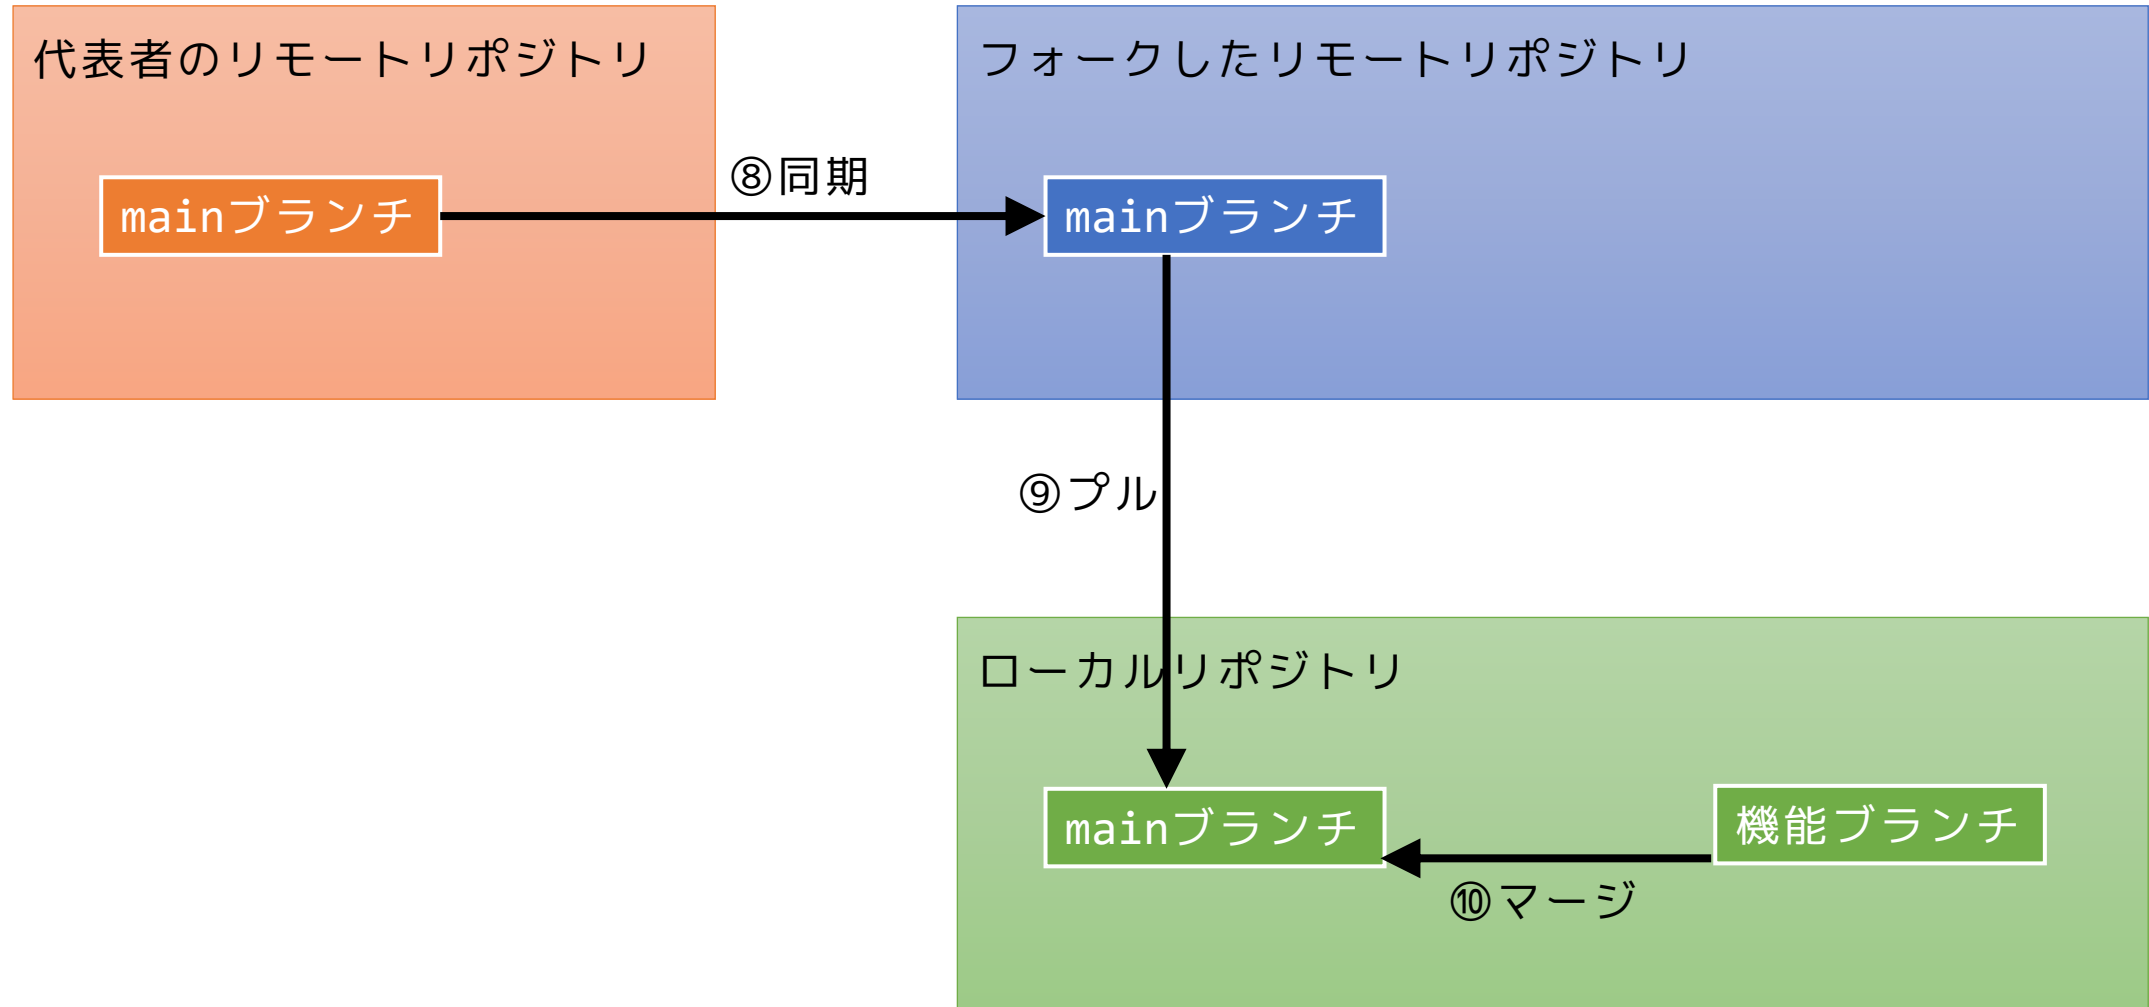 代表者のリモートリポジトリ
フォークしたリモートリポジトリ
⑧同期
mainブランチ
mainブランチ
⑨プル
ローカルリポジトリ
mainブランチ
機能ブランチ
⑩マージ